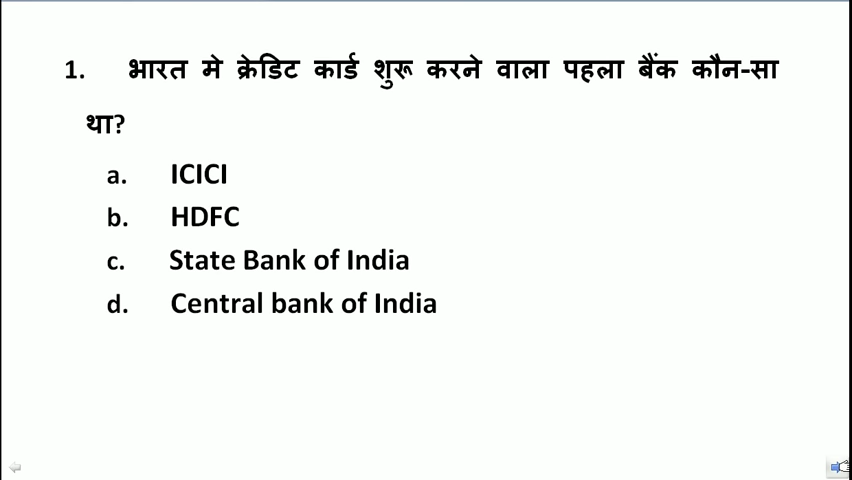 1. भारत मे क्रेडिट कार्ड शुरू करने वाला पहला बैंक कौन-सा
था?
a. ICICI
b. HDFC
c. State Bank of India
d. Central bank of India